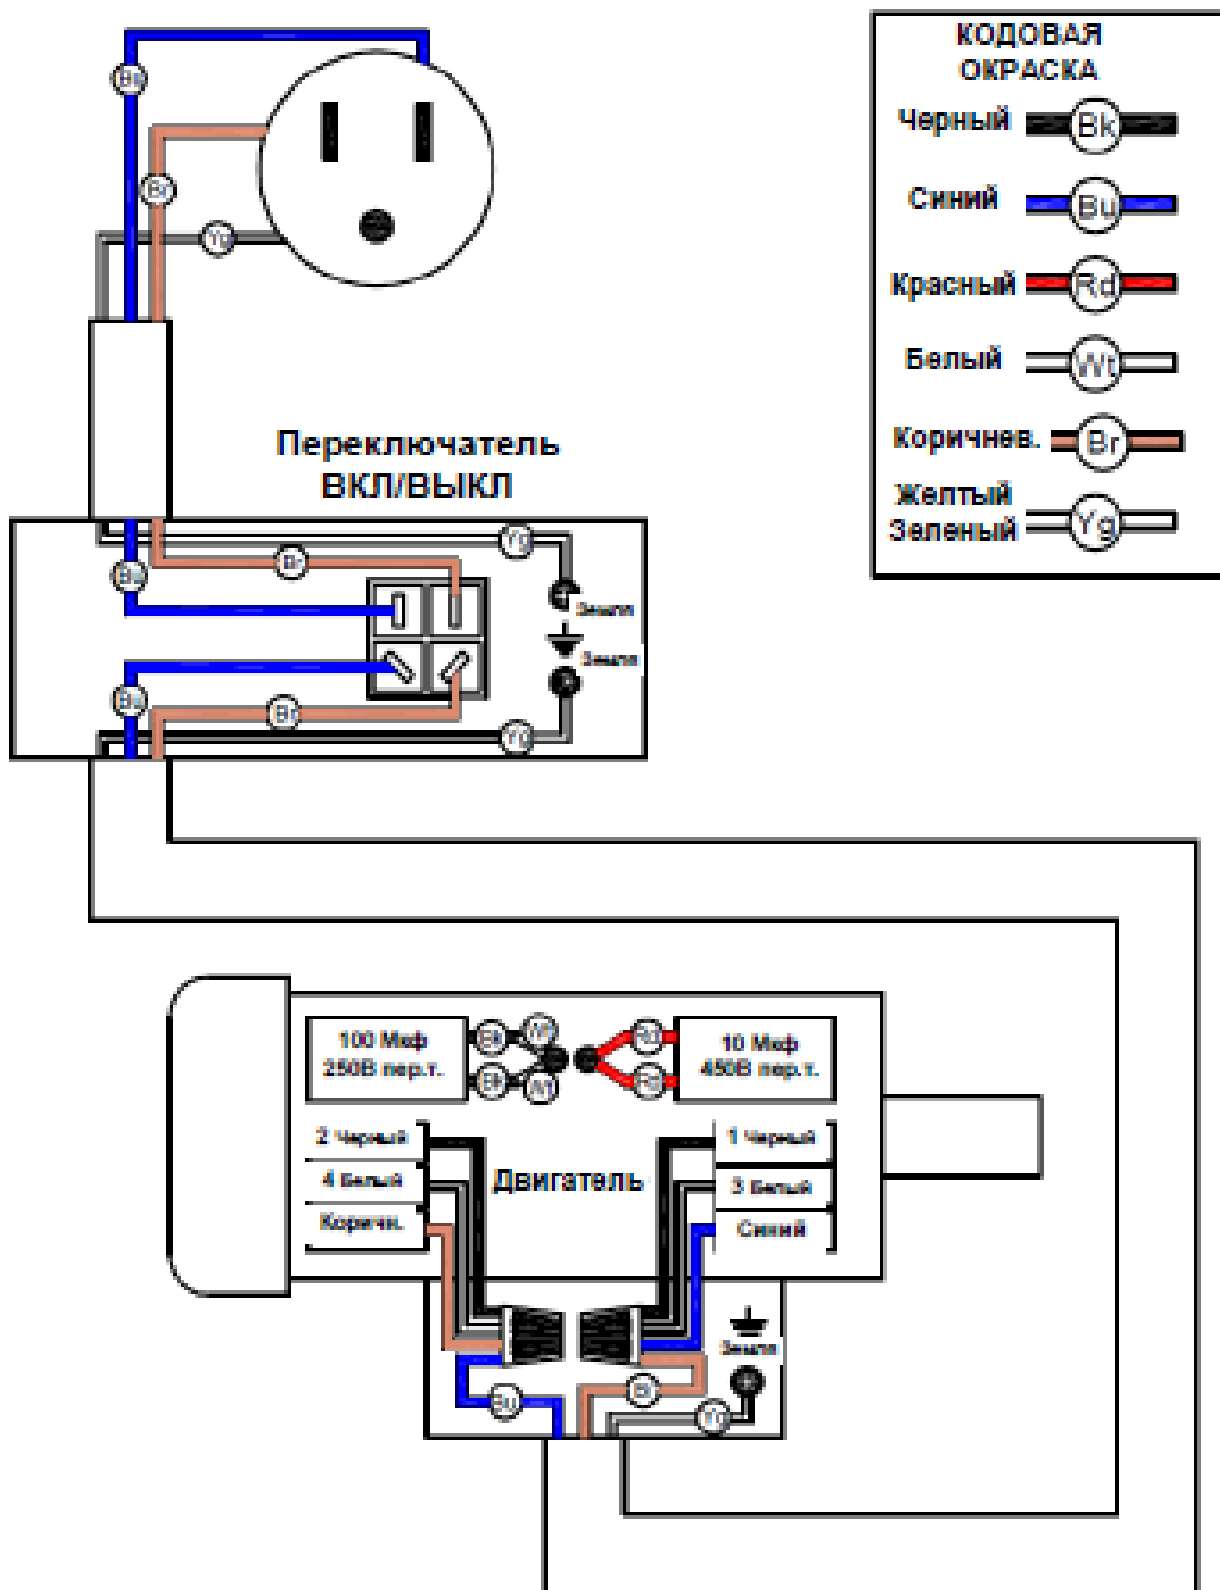 КОДОВАЯ
ОКРАСКА
Черный
Bk
Синий
Bu
Красный
Rd
Белый
Wt
Коричнев.
Br
Желтый
Зеленый
Yg
Bu
Br
Yg
Переключатель
ВКЛ/ВЫКЛ
Yg
Br
Bu
Земля
Земля
Bu
Br
Yg
100 Мкф
250В пер.т.
Bk
Wt
Bk
Wt
Rd
Rd
10 Мкф
450В пер.т.
2 Черный
4 Белый
Коричн.
Двигатель
1 Черный
3 Белый
Синий
Земля
Bu
Br
Yg